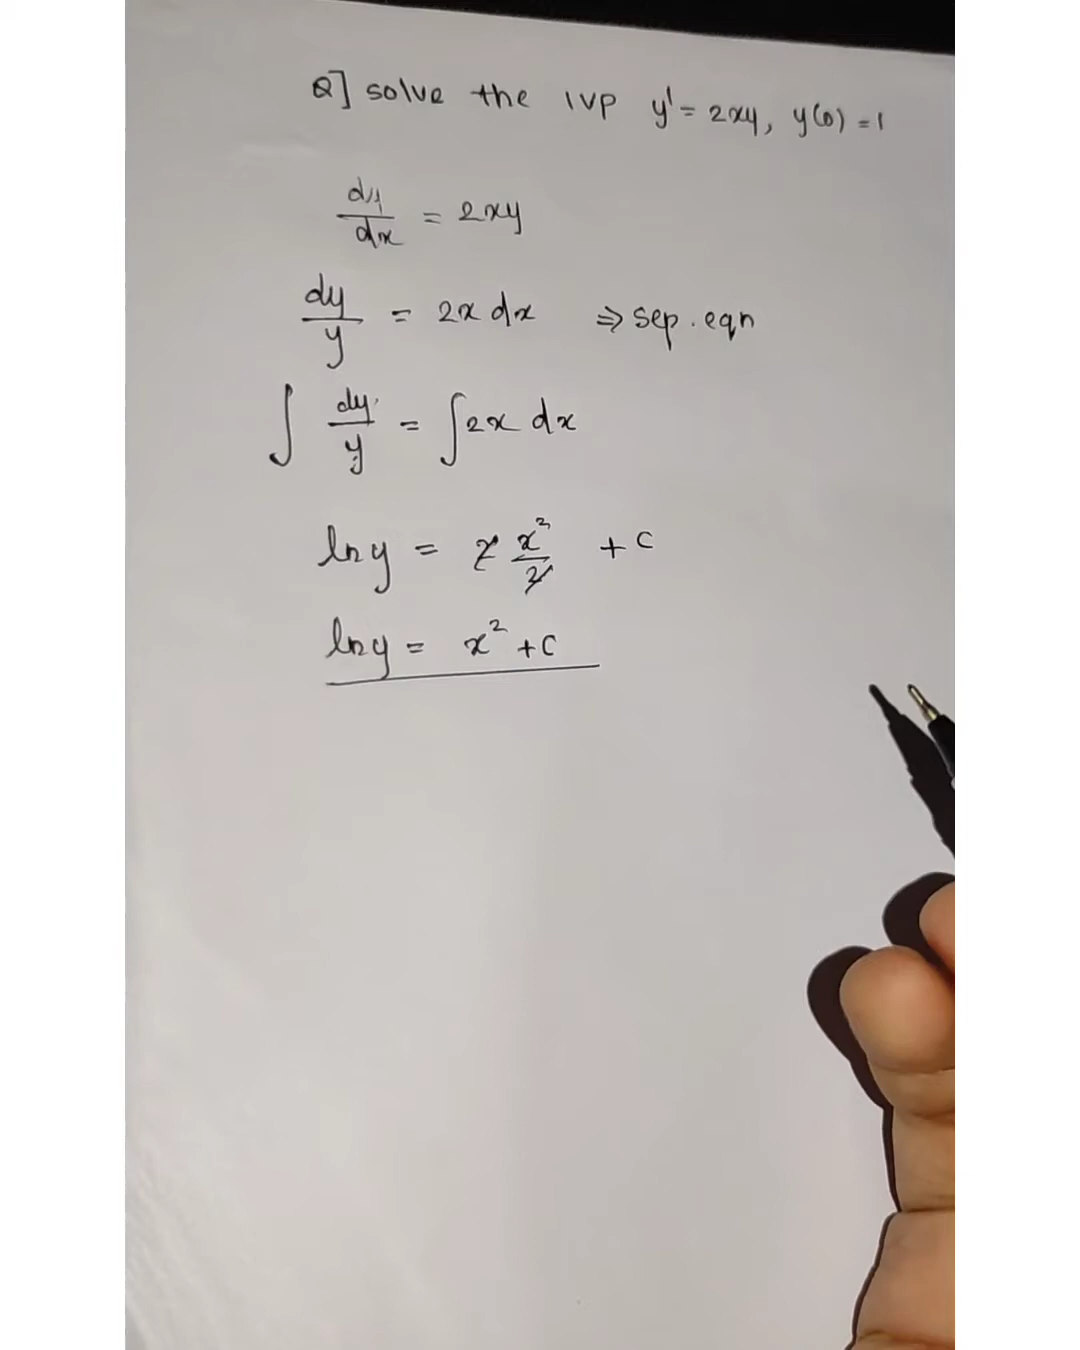 Q] solve the IVP y' = 2xy, y(0) = 1
dy/dx = 2xy
dy/y = 2x dx ⇒ sep. eqn
∫ dy/y = ∫ 2x dx
ln y = 2 x²/2 + c
ln y = x² + c